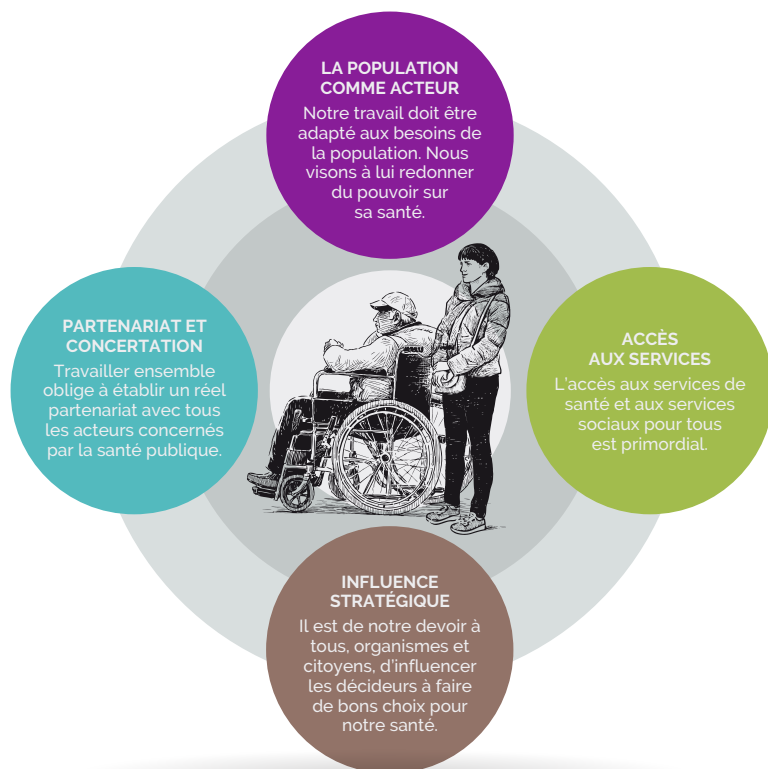 LA POPULATION
COMME ACTEUR
Notre travail doit être
adapté aux besoins de
la population. Nous
visons à lui redonner
du pouvoir sur
sa santé.
PARTENARIAT ET
CONCERTATION
Travailler ensemble
oblige à établir un réel
partenariat avec tous
les acteurs concernés
par la santé publique.
ACCÈS
AUX SERVICES
L'accès aux services de
santé et aux services
sociaux pour tous
est primordial.
INFLUENCE
STRATÉGIQUE
Il est de notre devoir à
tous, organismes et
citoyens, d'influencer
les décideurs à faire
de bons choix pour
notre santé.